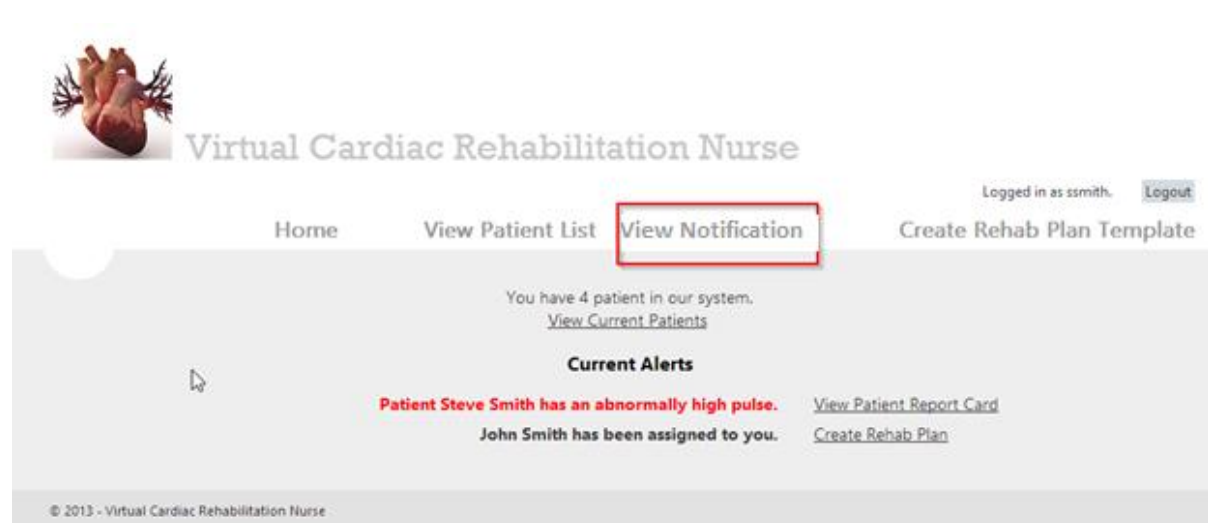 Virtual Cardiac Rehabilitation Nurse
Logged in as ssmith. Logout
Home View Patient List View Notification Create Rehab Plan Template
You have 4 patient in our system.
View Current Patients
Current Alerts
Patient Steve Smith has an abnormally high pulse. View Patient Report Card
John Smith has been assigned to you. Create Rehab Plan
© 2013 - Virtual Cardiac Rehabilitation Nurse